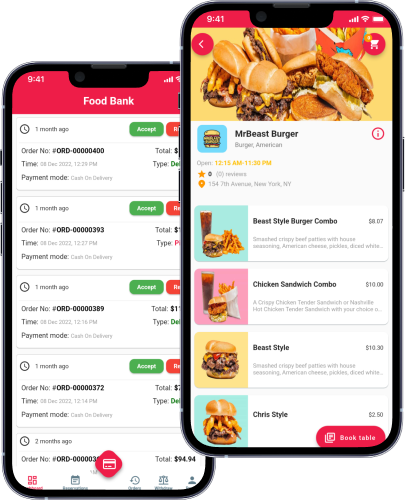 9:41
Food Bank
1 month ago
Accept
Order No: #ORD-00000400
Total: $
Time: 08 Dec 2022, 12:29 PM
Type: Del
Payment mode: Cash On Delivery
1 month ago
Accept
Re
Order No: #ORD-00000393
Total: $1
Time: 08 Dec 2022, 12:27 PM
Type: Pi
Payment mode: Cash On Delivery
1 month ago
Accept
Re
Order No: #ORD-00000389
Total: $1
Time: 08 Dec 2022, 12:16 PM
Type: Del
Payment mode: Cash On Delivery
1 month ago
Accept
Re
Order No: #ORD-00000372
Total: $7
Time: 08 Dec 2022, 12:14 PM
Type: Del
Payment mode: Cash On Delivery
2 months ago
Order No: #ORD-0000036
Total: $94.94
Reservations
Orders
Withdraw
9:41
MrBeast Burger
Burger, American
Open: 12:15 AM-11:30 PM
0 (0) reviews
154 7th Avenue, New York, NY
Beast Style Burger Combo
$8.07
Smashed crispy beef patties with house
seasoning, American cheese, pickles, diced white...
Chicken Sandwich Combo
$10.00
A Crispy Chicken Tender Sandwich or Nashville
Hot Chicken Tender Sandwich with your choice o...
Beast Style
$10.30
Smashed crispy beef patties with house
seasoning, American cheese, pickles, diced white...
Chris Style
$2.50
Book table